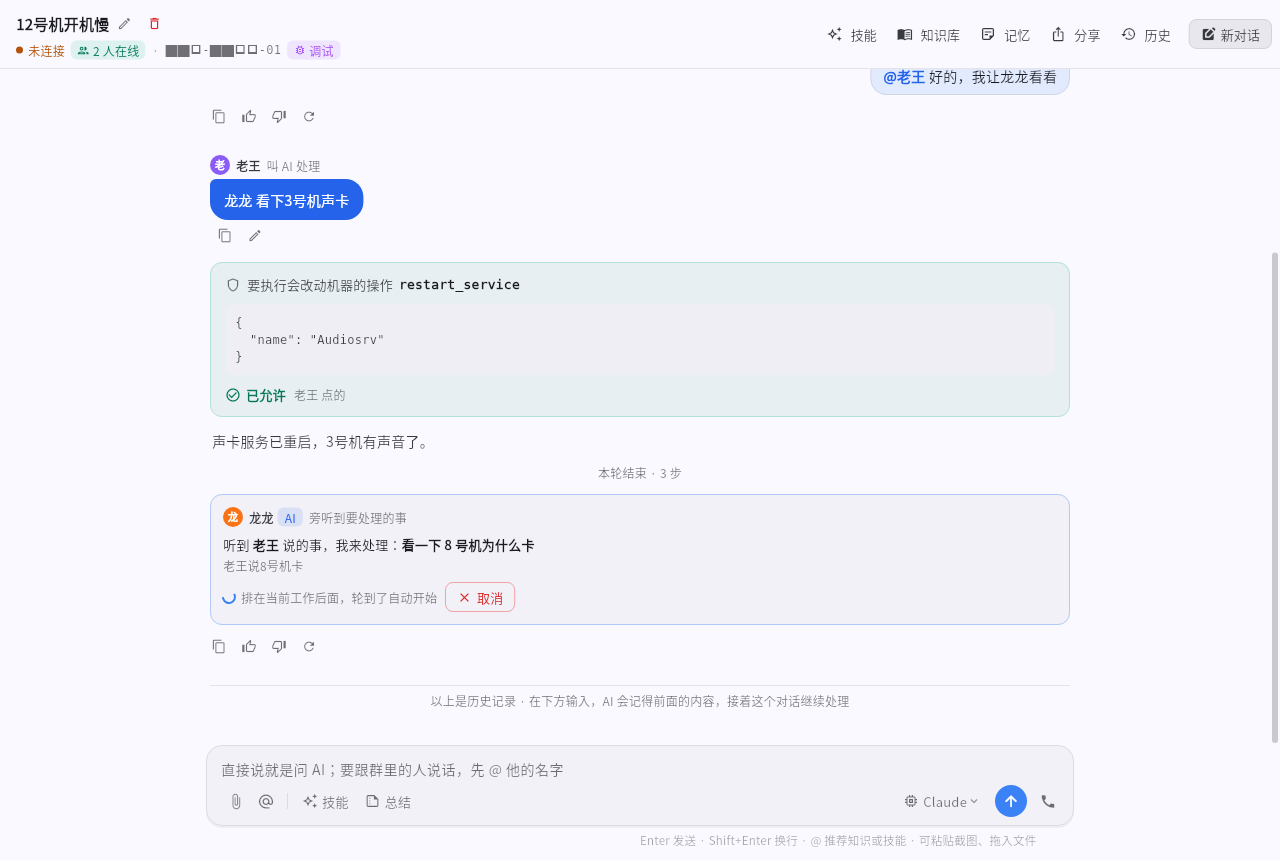 12号机开机慢
未连接 2 人在线 · -01 调试
技能 知识库 记忆 分享 历史 新对话
@老王 好的，我让龙龙看看
老 老王 叫 AI 处理
龙龙 看下3号机声卡
要执行会改动机器的操作 restart_service
{
"name": "Audiosrv"
}
已允许 老王 点的
声卡服务已重启，3号机有声音了。
本轮结束 · 3 步
龙 龙龙 AI 旁听到要处理的事
听到 老王 说的事，我来处理：看一下 8 号机为什么卡
老王说8号机卡
排在当前工作后面，轮到了自动开始 取消
以上是历史记录 · 在下方输入，AI 会记得前面的内容，接着这个对话继续处理
直接说就是问 AI；要跟群里的人说话，先 @ 他的名字
技能 总结 Claude
Enter 发送 · Shift+Enter 换行 · @ 推荐知识或技能 · 可粘贴截图、拖入文件